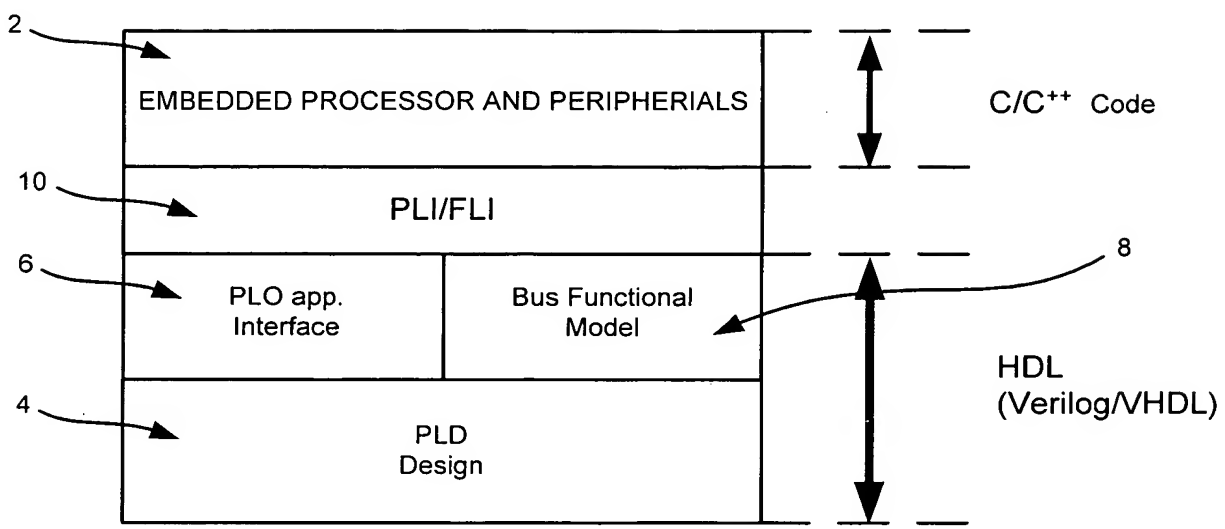 2
EMBEDDED PROCESSOR AND PERIPHERIALS
C/C++ Code
10
PLI/FLI
6
PLO app.
Interface
Bus Functional
Model
8
HDL
(Verilog/VHDL)
4
PLD
Design